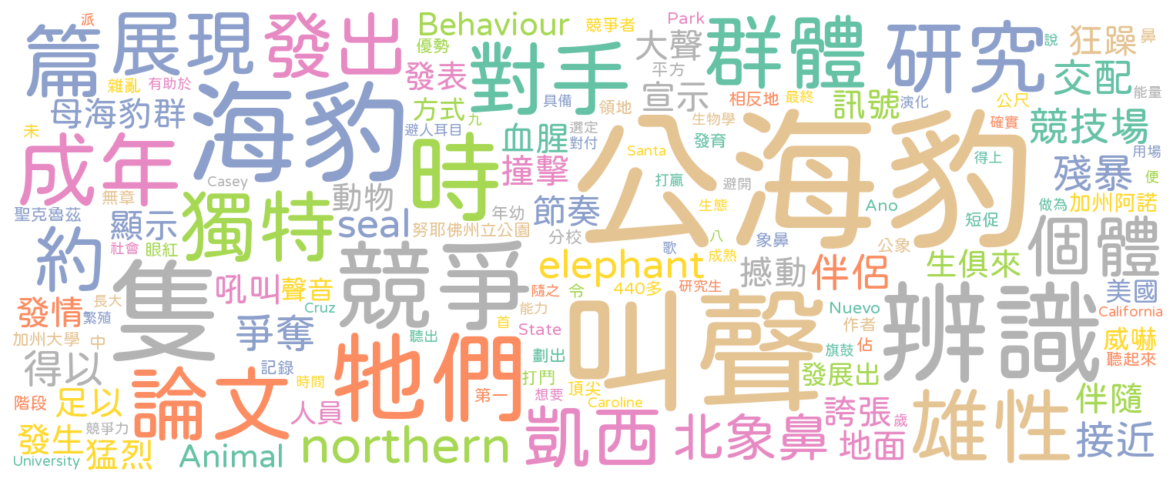 派
篇
展現
發出
Behaviour
競爭者
Park
優勢
大聲
群體
研究
說
狂躁
鼻
雜亂
有助於
發表
對手
平方
宣示
相反地
最終
訊號
演化
公尺
交配
能量
母海豹群
海豹
方式
九
具備
領地
生物學
確實
競技場
未
避人耳目
血腥
選定
對付
發育
公海豹
用場
成年
時
撞擊
Santa
打贏
避開
得上
殘暴
便
無章
Casey
獨特
動物
年幼
節奏
生態
Ano
做為
加州阿諾
聖克魯茲
顯示
seal
努耶佛州立公園
分校
八
象鼻
短促
社會
眼紅
約
隻
競爭
歌
成熟
公象
個體
elephant
撼動
伴侶
生俱來
吼叫
聲音
隨之
令
440多
研究生
美國
發情
長大
繁殖
Cruz
能力
叫聲
Nuevo
辨識
California
加州大學
中
爭奪
聽出
首
State
作者
佔
威嚇
得以
記錄
牠們
劃出
旗鼓
聽起來
論文
時間
第一
打鬥
頂尖
發展出
階段
足以
人員
想要
Caroline
誇張
歲
雄性
伴隨
發生
競爭力
northern
凱西
北象鼻
地面
接近
University
猛烈
Animal